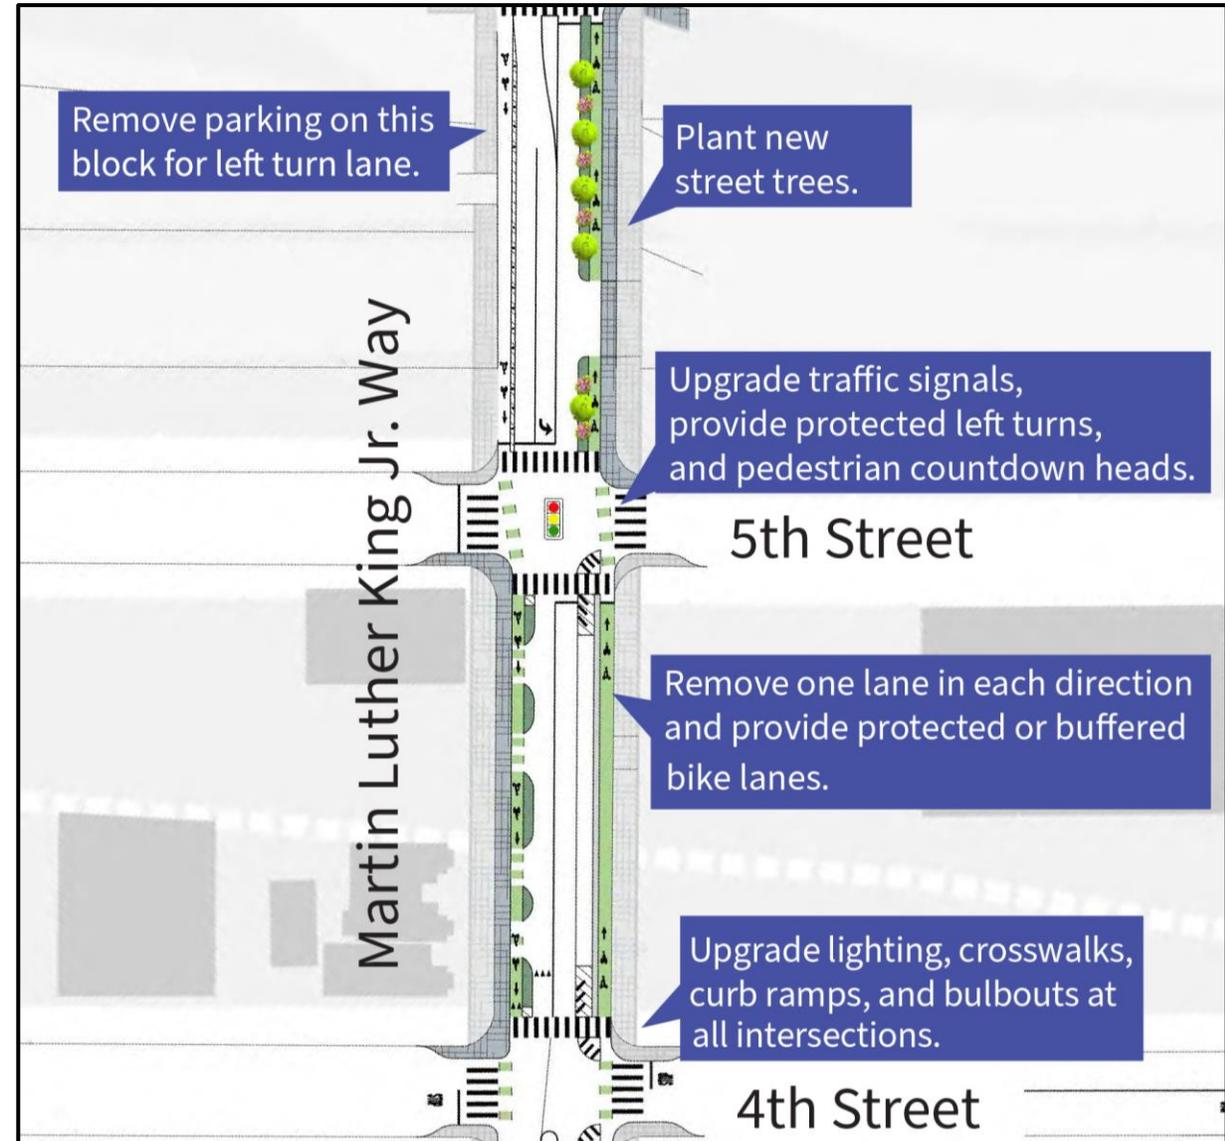 Remove parking on this
block for left turn lane.
Plant new
street trees.
Martin Luther King Jr. Way
Upgrade traffic signals,
provide protected left turns,
and pedestrian countdown heads.
5th Street
Remove one lane in each direction
and provide protected or buffered
bike lanes.
Upgrade lighting, crosswalks,
curb ramps, and bulbouts at
all intersections.
4th Street